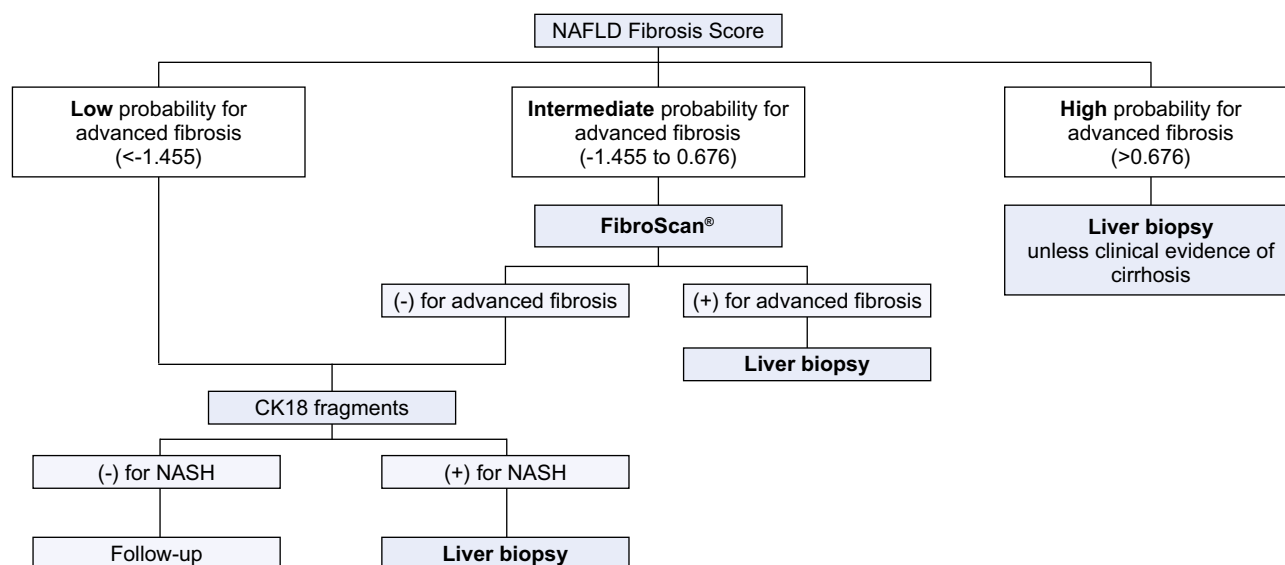 NAFLD Fibrosis Score
Low probability for
advanced fibrosis
(<-1.455)
Intermediate probability for
advanced fibrosis
(-1.455 to 0.676)
High probability for
advanced fibrosis
(>0.676)
FibroScan®
Liver biopsy
unless clinical evidence of
cirrhosis
(-) for advanced fibrosis
(+) for advanced fibrosis
Liver biopsy
CK18 fragments
(-) for NASH
(+) for NASH
Follow-up
Liver biopsy